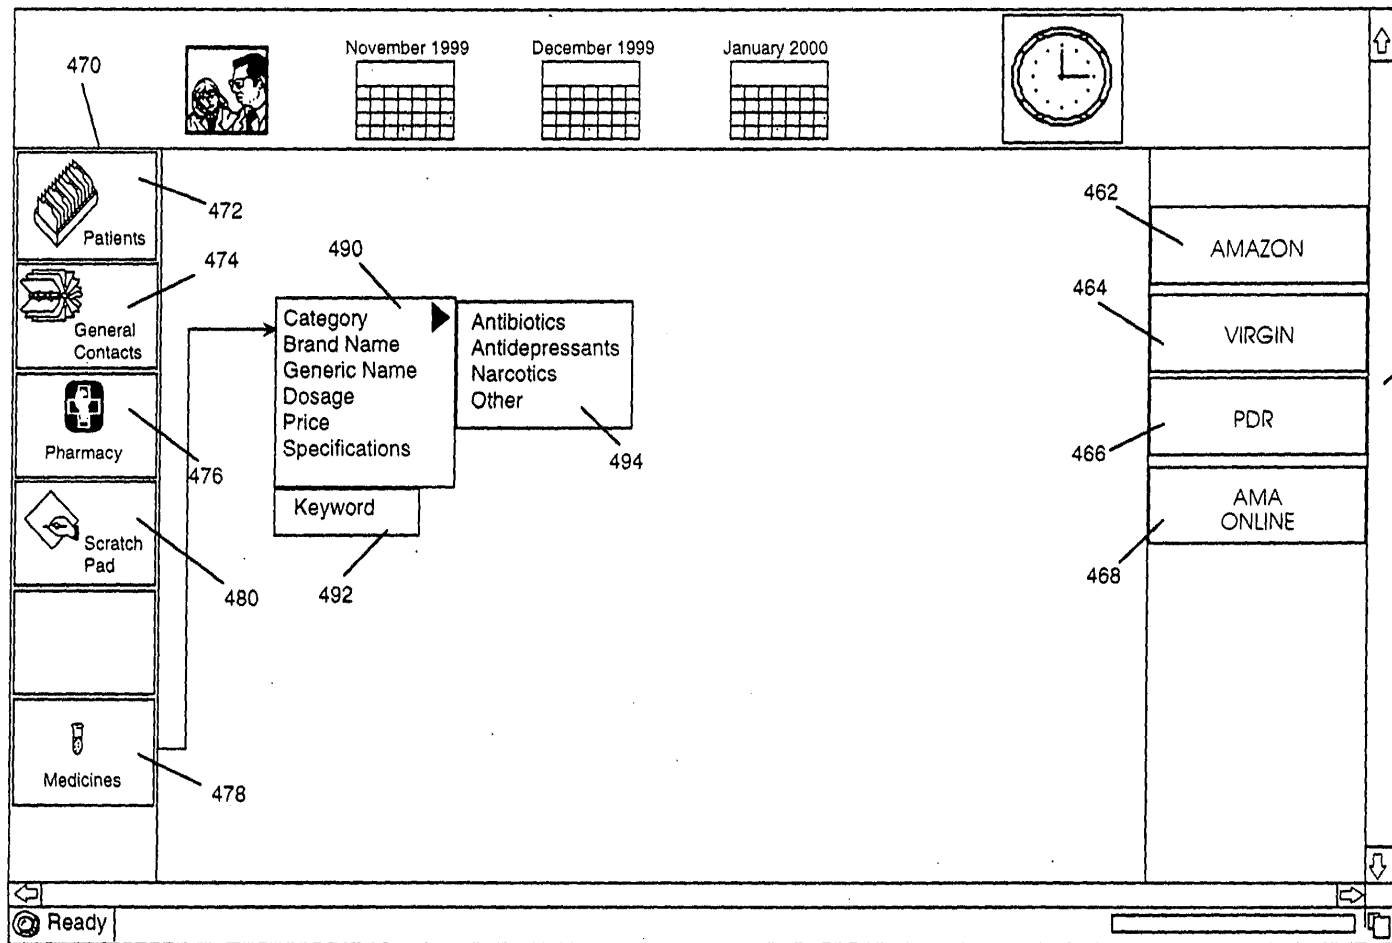 November 1999
December 1999
January 2000
470
472
Patients
474
General
Contacts
Pharmacy
476
Scratch
Pad
480
Medicines
478
490
Category
Brand Name
Generic Name
Dosage
Price
Specifications
Keyword
492
Antibiotics
Antidepressants
Narcotics
Other
494
462
AMAZON
464
VIRGIN
PDR
466
AMA
ONLINE
468
Ready